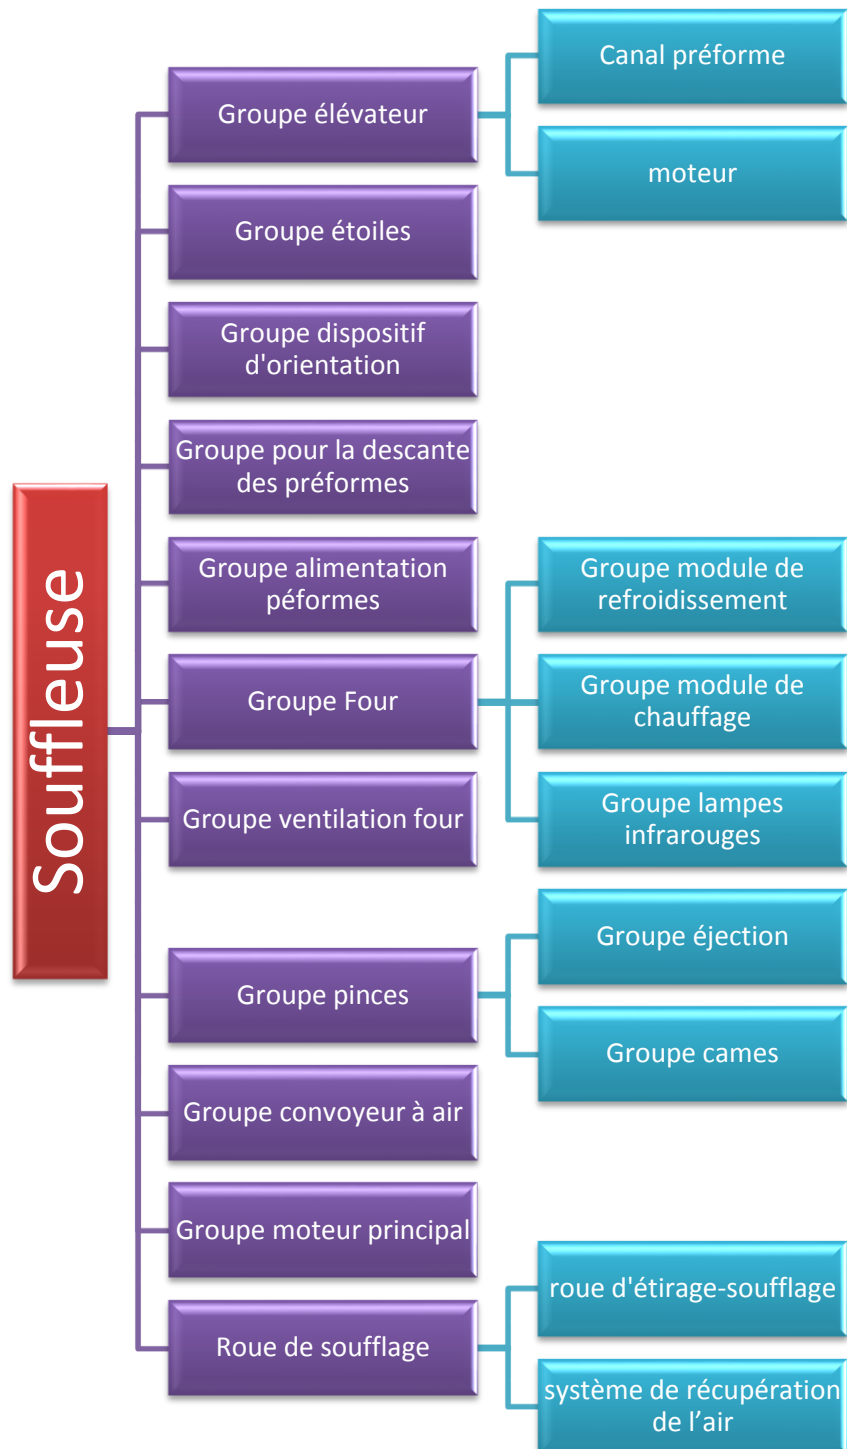 Souffleuse
Groupe élévateur
Canal préforme
moteur
Groupe étoiles
Groupe dispositif
d'orientation
Groupe pour la descante
des préformes
Groupe alimentation
péformes
Groupe Four
Groupe module de
refroidissement
Groupe module de
chauffage
Groupe lampes
infrarouges
Groupe ventilation four
Groupe pinces
Groupe éjection
Groupe cames
Groupe convoyeur à air
Groupe moteur principal
Roue de soufflage
roue d'étirage-soufflage
système de récupération
de l’air